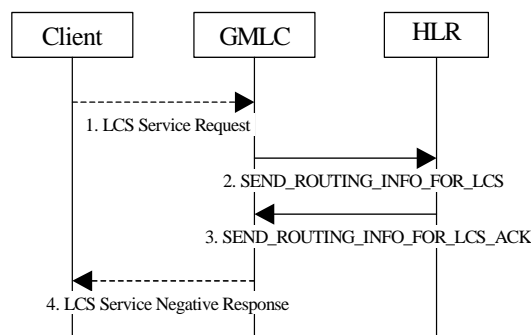 Client
GMLC
HLR
1. LCS Service Request
2. SEND_ROUTING_INFO_FOR_LCS
3. SEND_ROUTING_INFO_FOR_LCS_ACK
4. LCS Service Negative Response